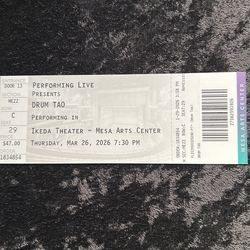 ENTRANCE
DOOR 13
MEZZ
ROW
C
SEAT
29
$47.00
1834854
PERFORMING LIVE
PRESENTS
DRUM TAO
PERFORMING IN
IKEDA THEATER – MESA ARTS CENTER
THURSDAY, MAR 26, 2026 7:30 PM
MESA ARTS CENTER